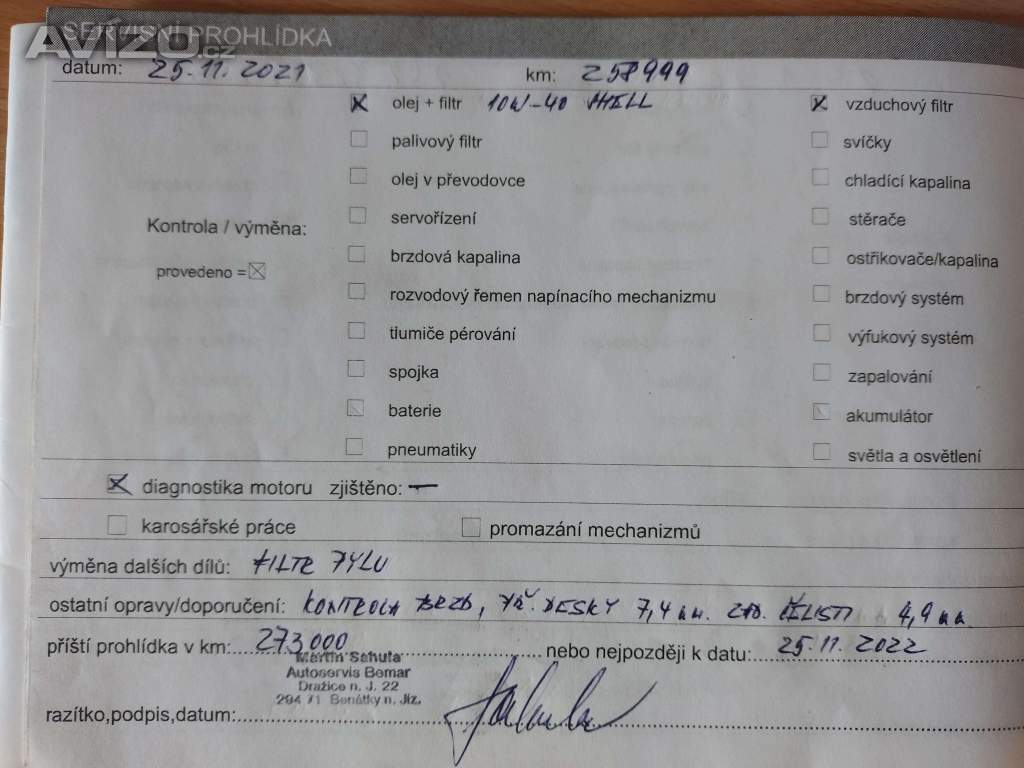 SERVISNÍ PROHLÍDKA
AVÍZO.cz
datum: 25.11.2021 km: 258999
olej + filtr 10W-40 SHELL vzduchový filtr
palivový filtr svíčky
olej v převodovce chladící kapalina
servořízení stěrače
Kontrola / výměna:
brzdová kapalina ostřikovače/kapalina
provedeno =
rozvodový řemen napínacího mechanizmu brzdový systém
tlumiče pérování výfukový systém
spojka zapalování
baterie akumulátor
pneumatiky světla a osvětlení
diagnostika motoru zjištěno: —
karosářské práce promazání mechanizmů
výměna dalších dílů: FILTR PYLU
ostatní opravy/doporučení: KONTROLA BRZD, PŘ. DESKY 7,4 mm. ZAD. ČELISTI 4,9 mm.
příští prohlídka v km: 273000 nebo nejpozději k datu: 25.11.2022
Martin
Autoservis Bemar
Dražice n. J. 22
294 71 Benátky n. Jiz.
razítko,podpis,datum: